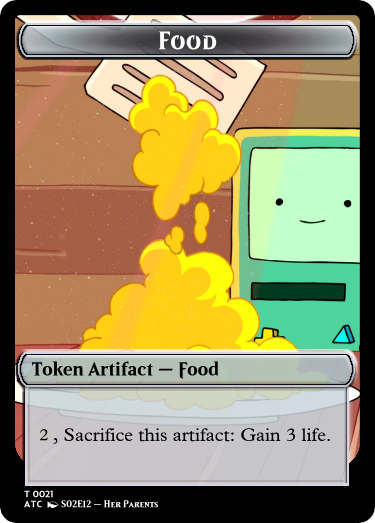 Food
Token Artifact — Food
2 , Sacrifice this artifact: Gain 3 life.
T 0021
ATC S02E12 — Her Parents